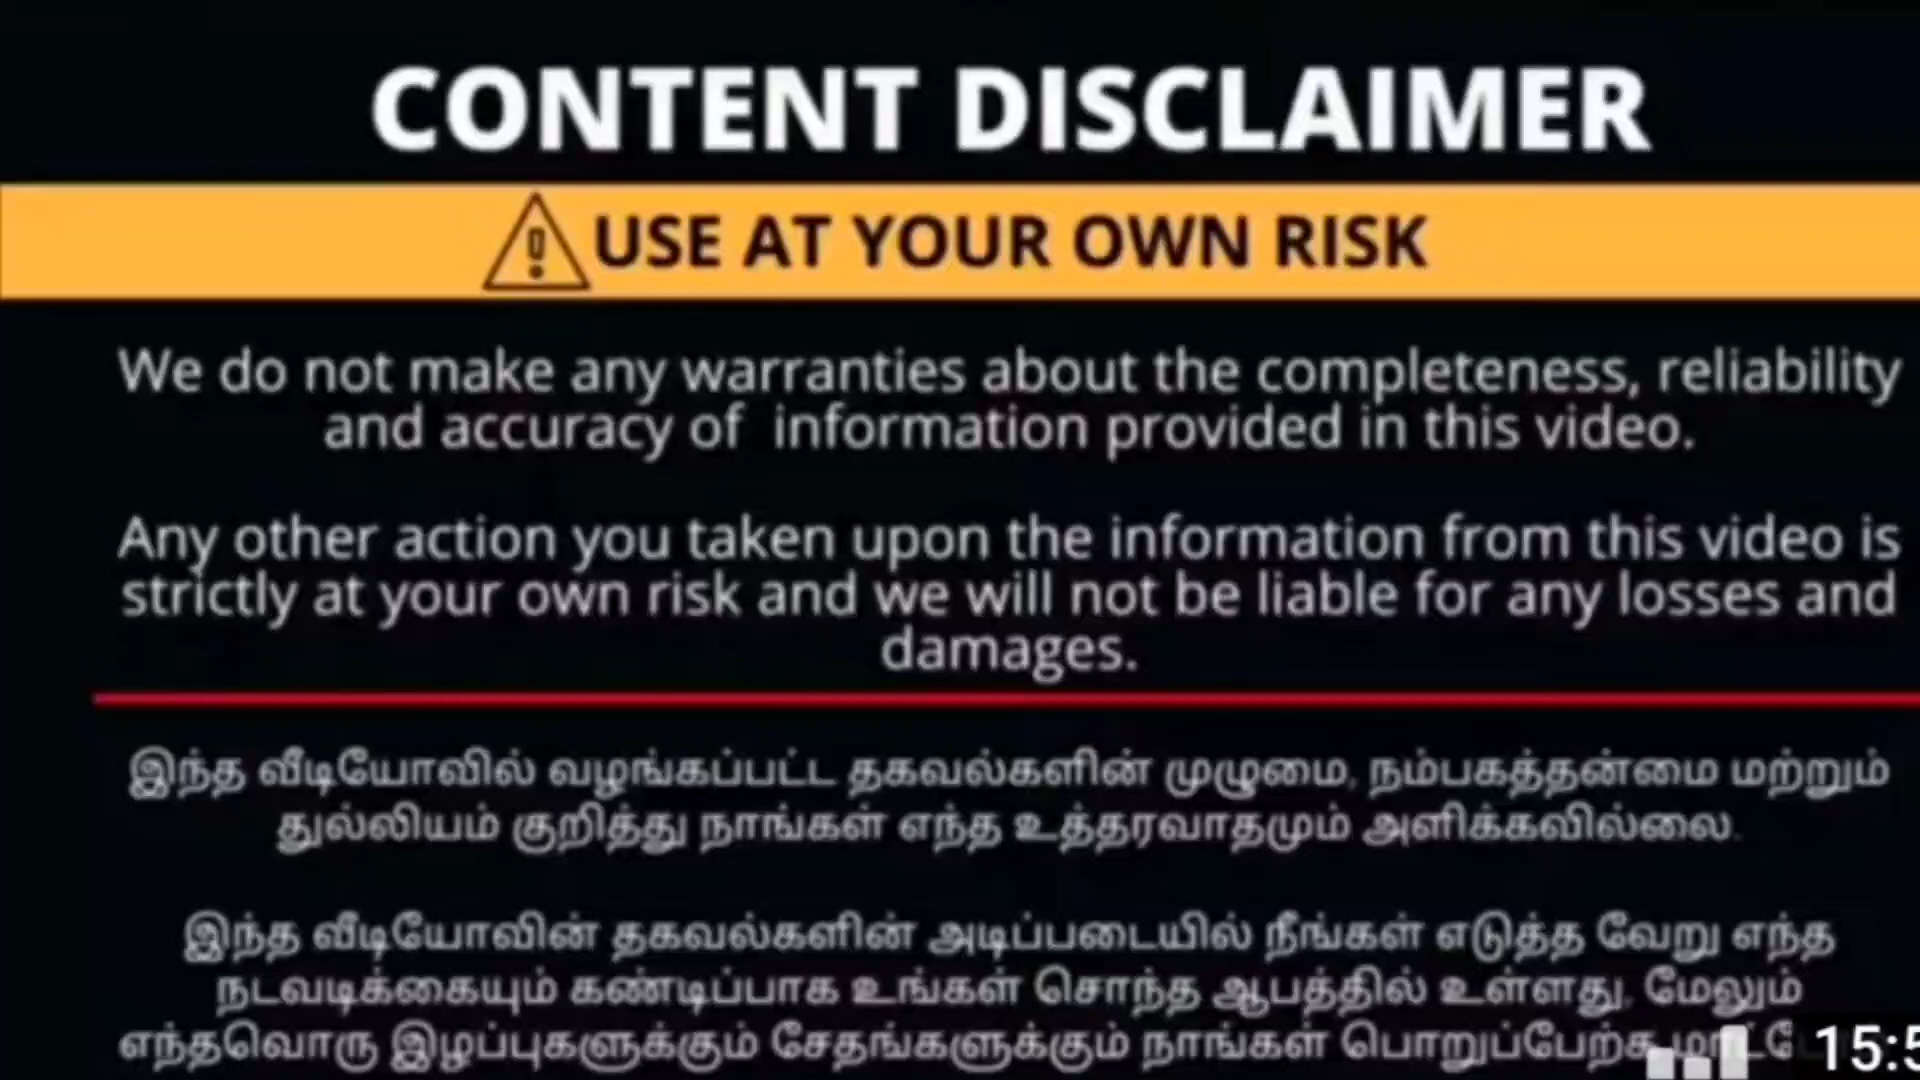 CONTENT DISCLAIMER
USE AT YOUR OWN RISK
We do not make any warranties about the completeness, reliability
and accuracy of information provided in this video.
Any other action you taken upon the information from this video is
strictly at your own risk and we will not be liable for any losses and
damages.
இந்த வீடியோவில் வழங்கப்பட்ட தகவல்களின் முழுமை, நம்பகத்தன்மை மற்றும்
துல்லியம் குறித்து நாங்கள் எந்த உத்தரவாதமும் அளிக்கவில்லை.
இந்த வீடியோவின் தகவல்களின் அடிப்படையில் நீங்கள் எடுத்த வேறு எந்த
நடவடிக்கையும் கண்டிப்பாக உங்கள் சொந்த ஆபத்தில் உள்ளது, மேலும்
எந்தவொரு இழப்புகளுக்கும் சேதங்களுக்கும் நாங்கள் பொறுப்பேற்க
15:5